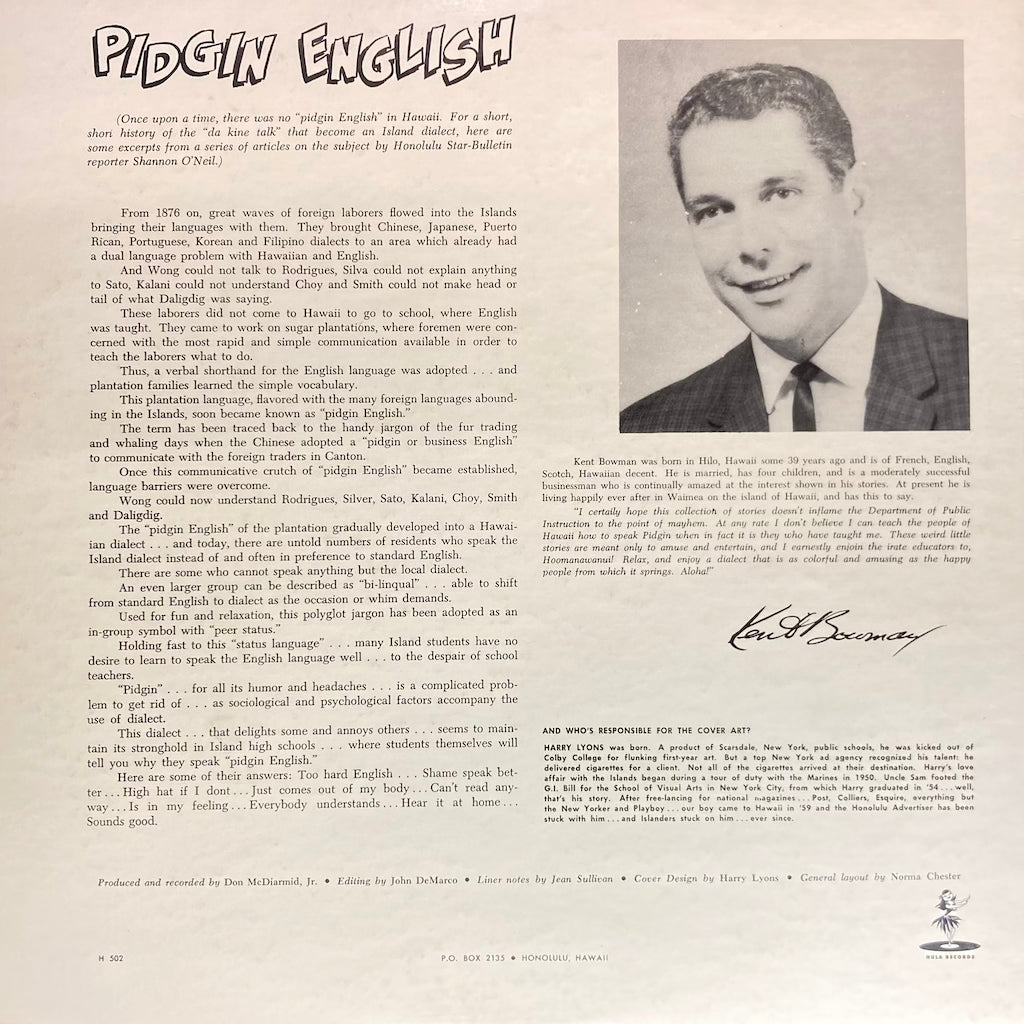 PIDGIN ENGLISH
(Once upon a time, there was no "pidgin English" in Hawaii. For a short,
short history of the "da kine talk" that become an Island dialect, here are
some excerpts from a series of articles on the subject by Honolulu Star-Bulletin
reporter Shannon O'Neil.)
From 1876 on, great waves of foreign laborers flowed into the Islands
bringing their languages with them. They brought Chinese, Japanese, Puerto
Rican, Portuguese, Korean and Filipino dialects to an area which already had
a dual language problem with Hawaiian and English.
And Wong could not talk to Rodrigues, Silva could not explain anything
to Sato, Kalani could not understand Choy and Smith could not make head or
tail of what Daligdig was saying.
These laborers did not come to Hawaii to go to school, where English
was taught. They came to work on sugar plantations, where foremen were con-
cerned with the most rapid and simple communication available in order to
teach the laborers what to do.
Thus, a verbal shorthand for the English language was adopted . . . and
plantation families learned the simple vocabulary.
This plantation language, flavored with the many foreign languages abound-
ing in the Islands, soon became known as "pidgin English."
The term has been traced back to the handy jargon of the fur trading
and whaling days when the Chinese adopted a "pidgin or business English"
to communicate with the foreign traders in Canton.
Once this communicative crutch of "pidgin English" became established,
language barriers were overcome.
Wong could now understand Rodrigues, Silver, Sato, Kalani, Choy, Smith
and Daligdig.
The "pidgin English" of the plantation gradually developed into a Hawai-
ian dialect . . . and today, there are untold numbers of residents who speak the
Island dialect instead of and often in preference to standard English.
There are some who cannot speak anything but the local dialect.
An even larger group can be described as "bi-linqual" . . . able to shift
from standard English to dialect as the occasion or whim demands.
Used for fun and relaxation, this polyglot jargon has been adopted as an
in-group symbol with "peer status."
Holding fast to this "status language" . . . many Island students have no
desire to learn to speak the English language well . . . to the despair of school
teachers.
"Pidgin" . . . for all its humor and headaches . . . is a complicated prob-
lem to get rid of . . . as sociological and psychological factors accompany the
use of dialect.
This dialect . . . that delights some and annoys others . . . seems to main-
tain its stronghold in Island high schools . . . where students themselves will
tell you why they speak "pidgin English."
Here are some of their answers: Too hard English . . . Shame speak bet-
ter . . . High hat if I dont . . . Just comes out of my body . . . Can't read any-
way . . . Is in my feeling . . . Everybody understands . . . Hear it at home . . .
Sounds good.
Kent Bowman was born in Hilo, Hawaii some 39 years ago and is of French, English,
Scotch, Hawaiian decent. He is married, has four children, and is a moderately successful
businessman who is continually amazed at the interest shown in his stories. At present he is
living happily ever after in Waimea on the island of Hawaii, and has this to say.
"I certaily hope this collection of stories doesn't inflame the Department of Public
Instruction to the point of mayhem. At any rate I don't believe I can teach the people of
Hawaii how to speak Pidgin when in fact it is they who have taught me. These weird little
stories are meant only to amuse and entertain, and I earnestly enjoin the irate educators to,
Hoomanawanui! Relax, and enjoy a dialect that is as colorful and amusing as the happy
people from which it springs. Aloha!"
Kent Bowman
AND WHO'S RESPONSIBLE FOR THE COVER ART?
HARRY LYONS was born. A product of Scarsdale, New York, public schools, he was kicked out of
Colby College for flunking first-year art. But a top New York ad agency recognized his talent: he
delivered cigarettes for a client. Not all of the cigarettes arrived at their destination. Harry's love
affair with the Islands began during a tour of duty with the Marines in 1950. Uncle Sam footed the
G.I. Bill for the School of Visual Arts in New York City, from which Harry graduated in '54 . . . well,
that's his story. After free-lancing for national magazines . . . Post, Colliers, Esquire, everything but
the New Yorker and Playboy . . . our boy came to Hawaii in '59 and the Honolulu Advertiser has been
stuck with him . . . and Islanders stuck on him . . . ever since.
Produced and recorded by Don McDiarmid, Jr. • Editing by John DeMarco • Liner notes by Jean Sullivan • Cover Design by Harry Lyons • General layout by Norma Chester
HULA RECORDS
H 502 P.O. BOX 2135 • HONOLULU, HAWAII